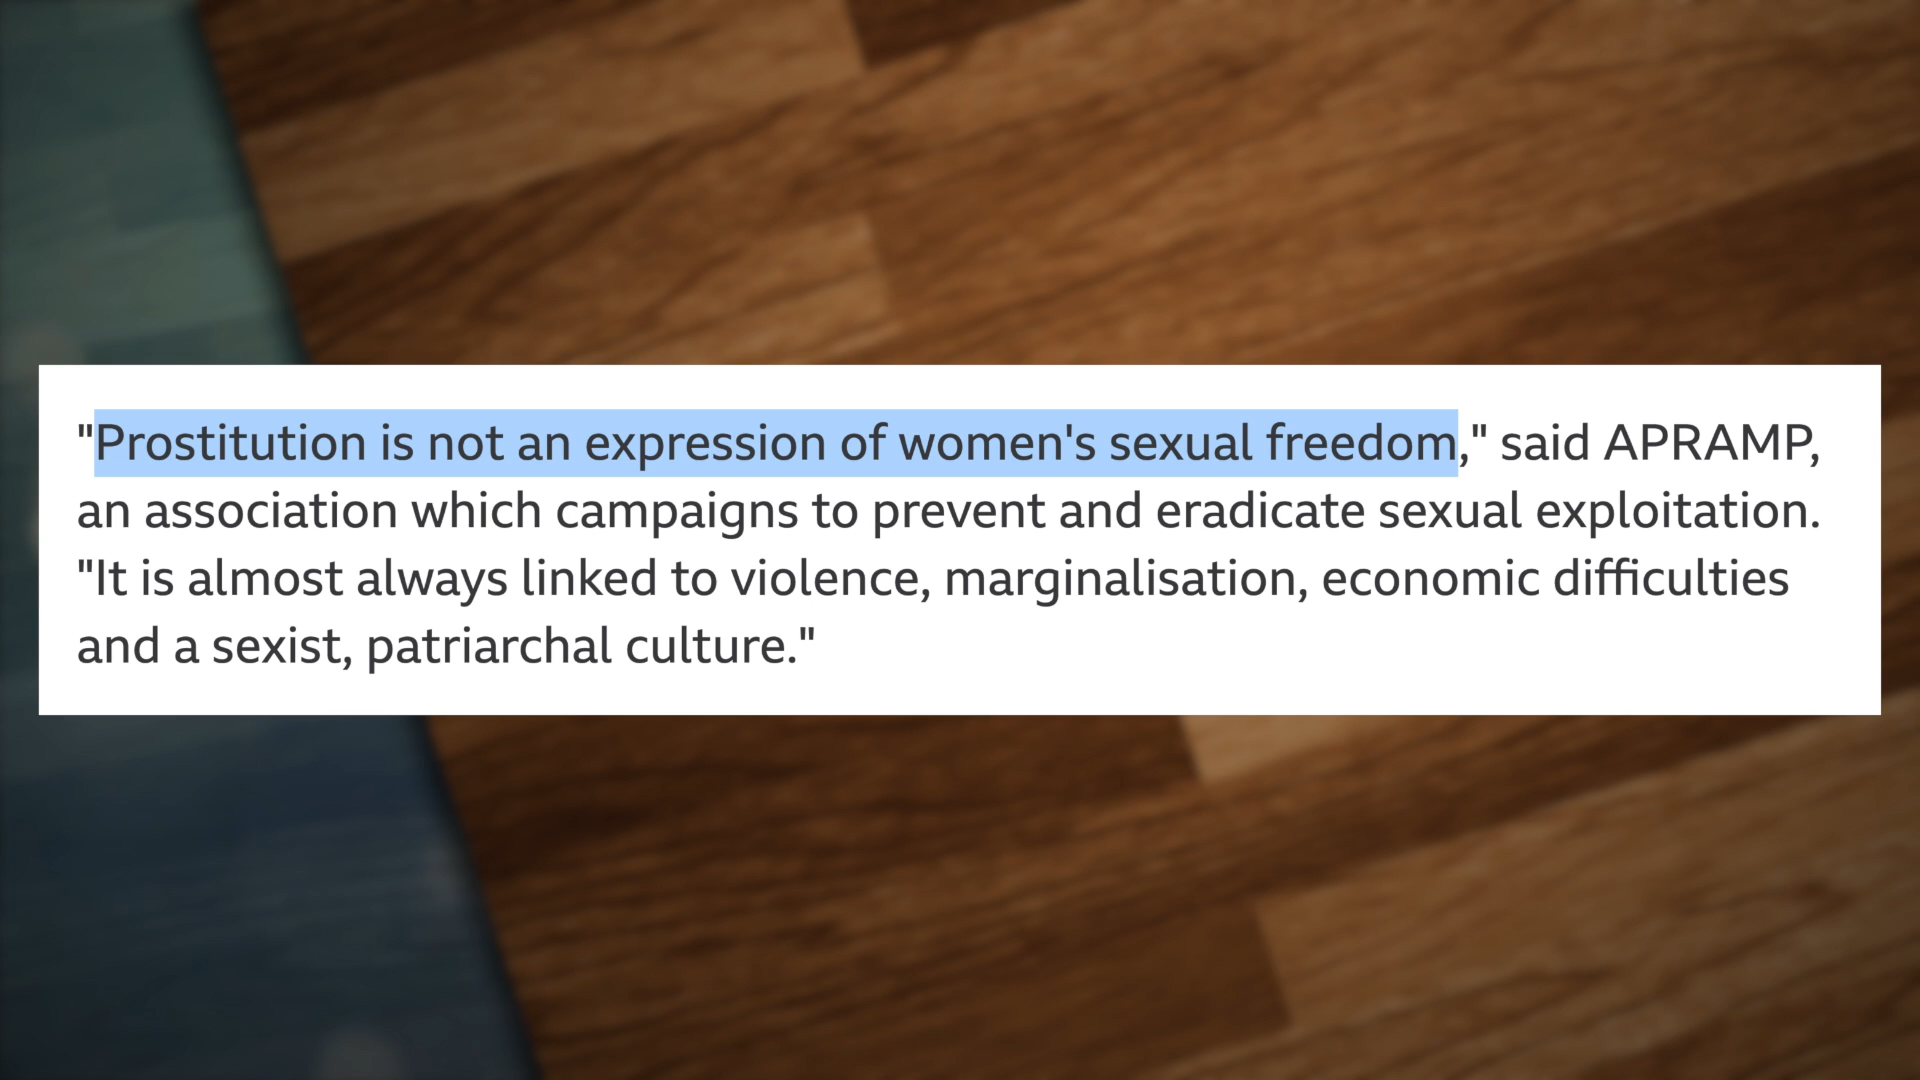 "Prostitution is not an expression of women's sexual freedom," said APRAMP,
an association which campaigns to prevent and eradicate sexual exploitation.
"It is almost always linked to violence, marginalisation, economic difficulties
and a sexist, patriarchal culture."